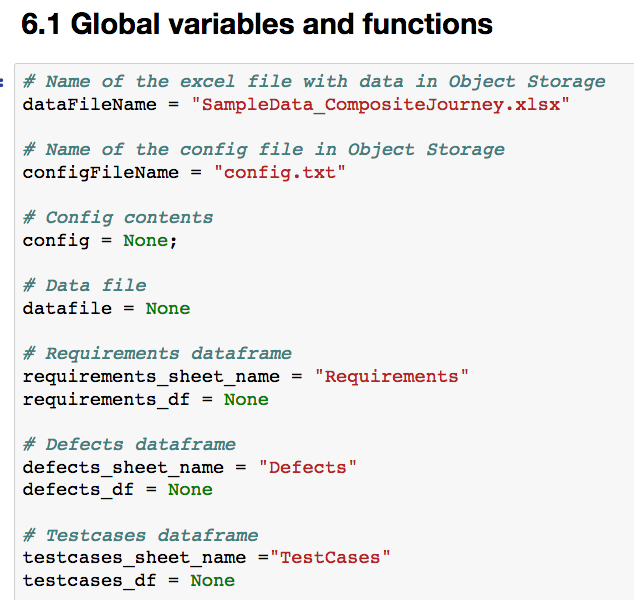 6.1 Global variables and functions
# Name of the excel file with data in Object Storage
dataFileName = "SampleData_CompositeJourney.xlsx"
# Name of the config file in Object Storage
configFileName = "config.txt"
# Config contents
config = None;
# Data file
datafile = None
# Requirements dataframe
requirements_sheet_name = "Requirements"
requirements_df = None
# Defects dataframe
defects_sheet_name = "Defects"
defects_df = None
# Testcases dataframe
testcases_sheet_name ="TestCases"
testcases_df = None